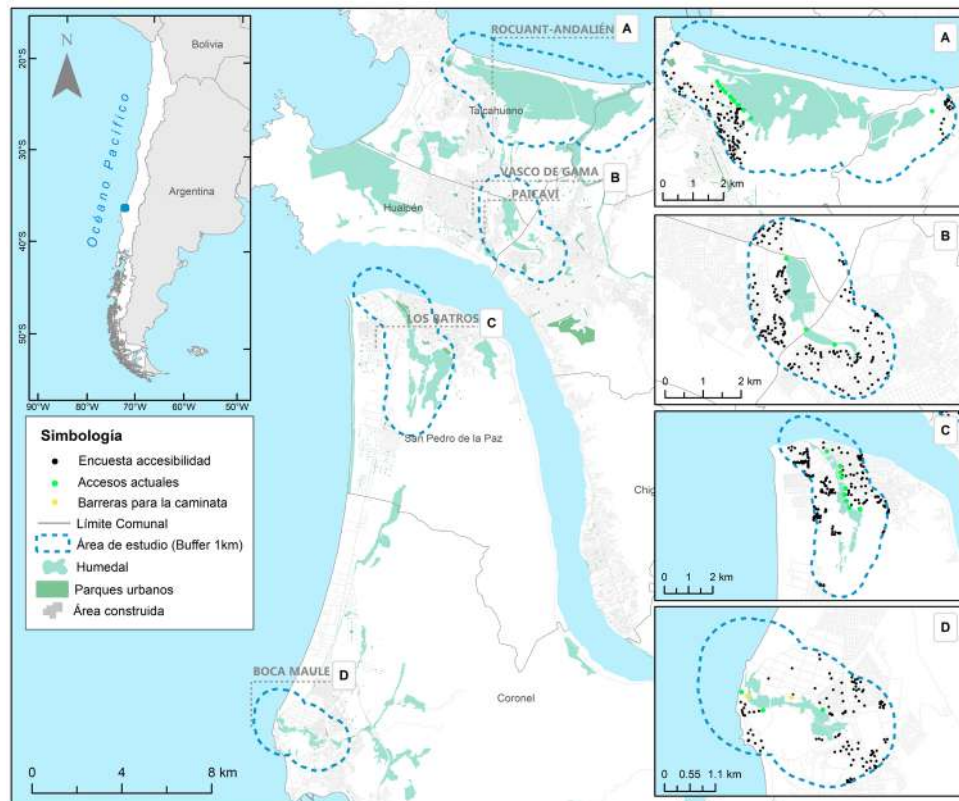 N
Bolivia
Argentina
Océano Pacífico
20°S
30°S
40°S
50°S
90°W 80°W 70°W 60°W 50°W
Simbología
Encuesta accesibilidad
Accesos actuales
Barreras para la caminata
Límite Comunal
Área de estudio (Buffer 1km)
Humedal
Parques urbanos
Área construida
ROCUANT-ANDALIÉN A
Talcahuano
VASCO DE GAMA
PAICAVÍ
B
Hualpén
LOS BATROS C
San Pedro de la Paz
Chig
BOCA MAULE D
Coronel
0 4 8 km
A
0 1 2 km
B
0 1 2 km
C
0 1 2 km
D
0 0.55 1.1 km